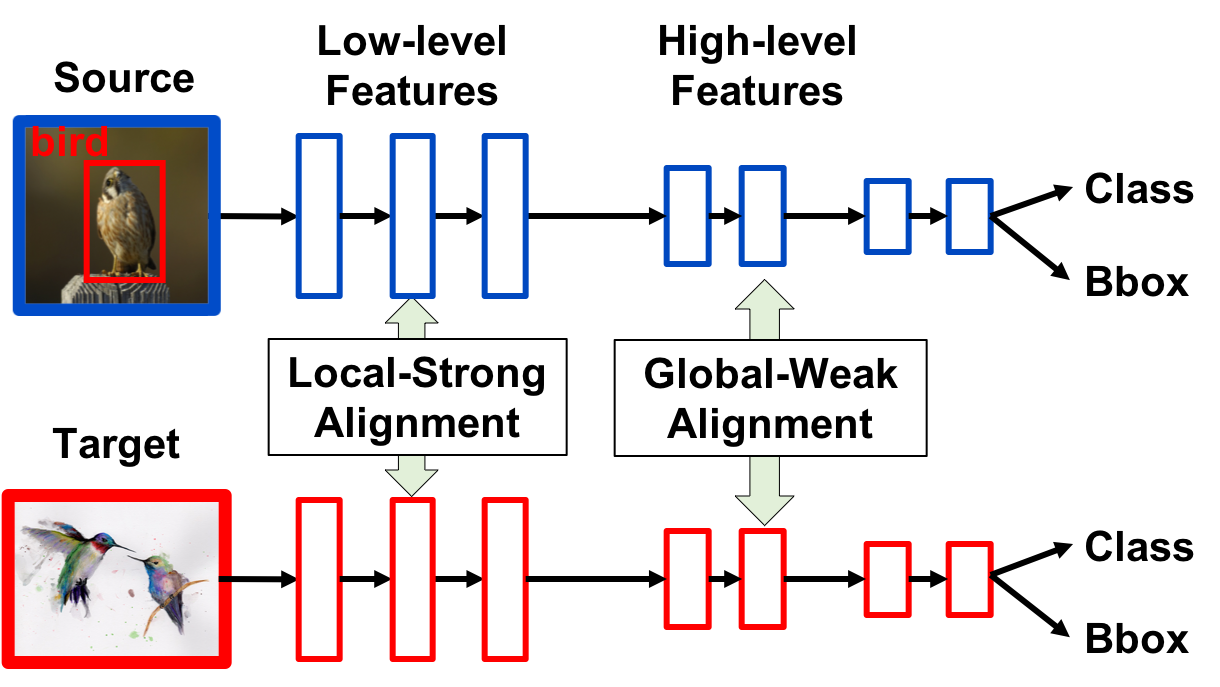 Low-level
Features
High-level
Features
Source
bird
Class
Bbox
Local-Strong
Alignment
Global-Weak
Alignment
Target
Class
Bbox